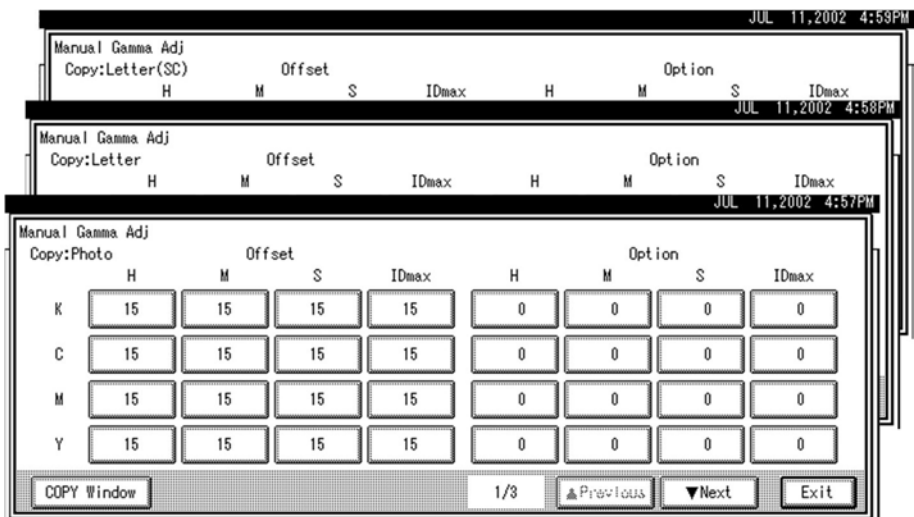 JUL 11,2002 4:59PM
Manual Gamma Adj
Copy:Letter(SC) Offset Option
H M S IDmax H M S IDmax
JUL 11,2002 4:58PM
Manual Gamma Adj
Copy:Letter Offset Option
H M S IDmax H M S IDmax
JUL 11,2002 4:57PM
Manual Gamma Adj
Copy:Photo Offset Option
H M S IDmax H M S IDmax
K 15 15 15 15 0 0 0 0
C 15 15 15 15 0 0 0 0
M 15 15 15 15 0 0 0 0
Y 15 15 15 15 0 0 0 0
COPY Window 1/3 ▲Previous ▼Next Exit